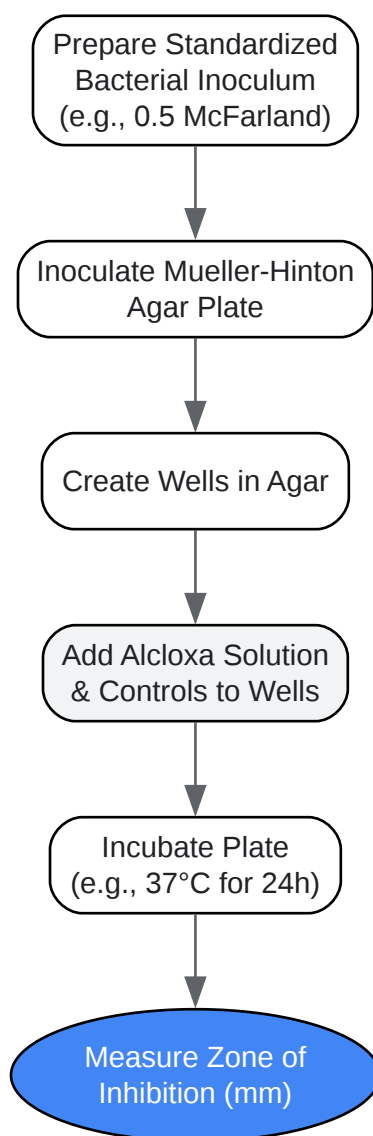 Prepare Standardized
Bacterial Inoculum
(e.g., 0.5 McFarland)
Inoculate Mueller-Hinton
Agar Plate
Create Wells in Agar
Add Alcloxa Solution
& Controls to Wells
Incubate Plate
(e.g., 37°C for 24h)
Measure Zone of
Inhibition (mm)